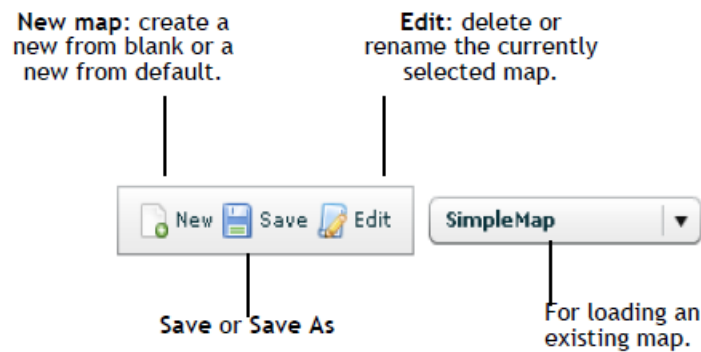 New map: create a
new from blank or a
new from default.
Edit: delete or
rename the currently
selected map.
New Save Edit
SimpleMap
Save or Save As
For loading an
existing map.